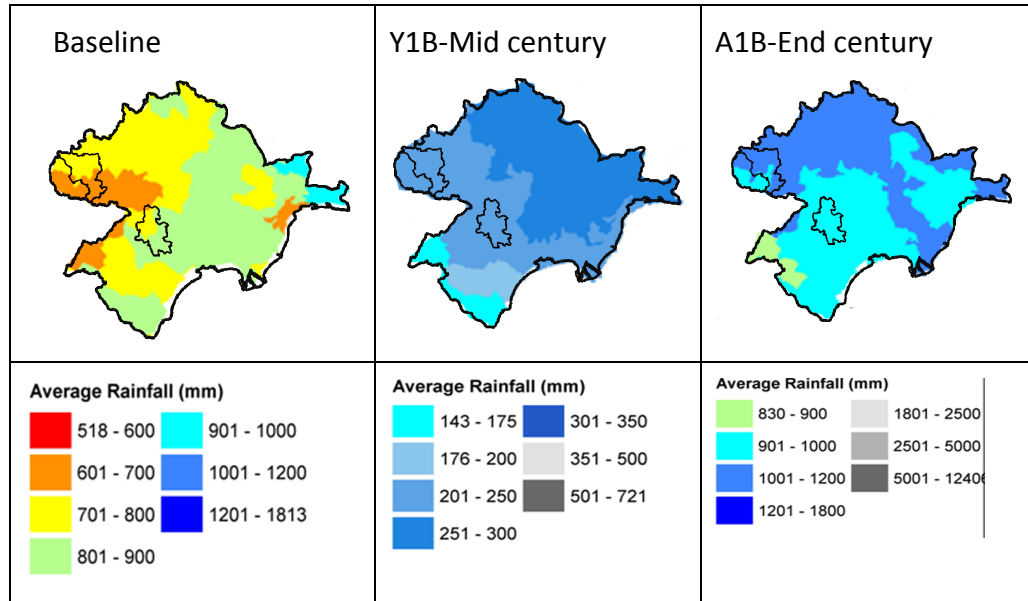 Baseline
Y1B-Mid century
A1B-End century
Average Rainfall (mm)
518 - 600
601 - 700
701 - 800
801 - 900
901 - 1000
1001 - 1200
1201 - 1813
Average Rainfall (mm)
143 - 175
176 - 200
201 - 250
251 - 300
301 - 350
351 - 500
501 - 721
Average Rainfall (mm)
830 - 900
901 - 1000
1001 - 1200
1201 - 1800
1801 - 2500
2501 - 5000
5001 - 12406